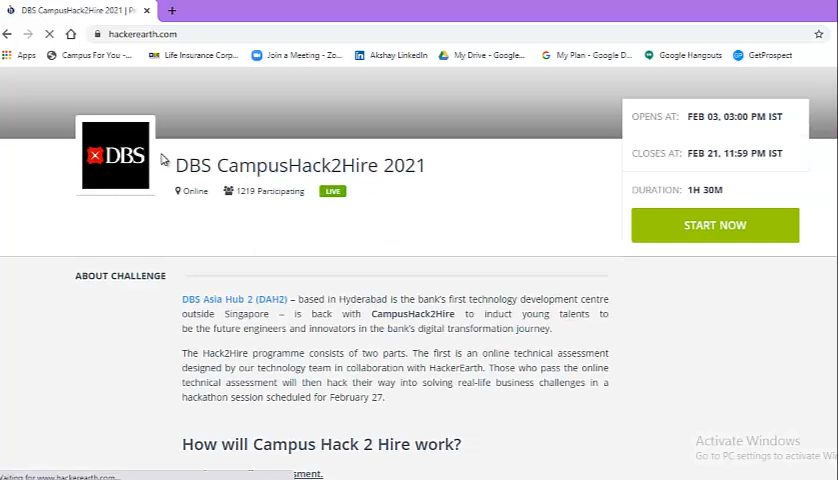 DBS CampusHack2Hire 2021 | Pr
hackerearth.com
Apps
Campus For You -...
Life Insurance Corp...
Join a Meeting - Zo...
Akshay LinkedIn
My Drive - Google...
My Plan - Google D...
Google Hangouts
GetProspect
OPENS AT: FEB 03, 03:00 PM IST
DBS
DBS CampusHack2Hire 2021
CLOSES AT: FEB 21, 11:59 PM IST
Online 1219 Participating LIVE
DURATION: 1H 30M
START NOW
ABOUT CHALLENGE
DBS Asia Hub 2 (DAH2) – based in Hyderabad is the bank's first technology development centre
outside Singapore – is back with CampusHack2Hire to induct young talents to
be the future engineers and innovators in the bank's digital transformation journey.
The Hack2Hire programme consists of two parts. The first is an online technical assessment
designed by our technology team in collaboration with HackerEarth. Those who pass the online
technical assessment will then hack their way into solving real-life business challenges in a
hackathon session scheduled for February 27.
How will Campus Hack 2 Hire work?
Activate Windows
Go to PC settings to activate Wi
Waiting for www.hackerearth.com...